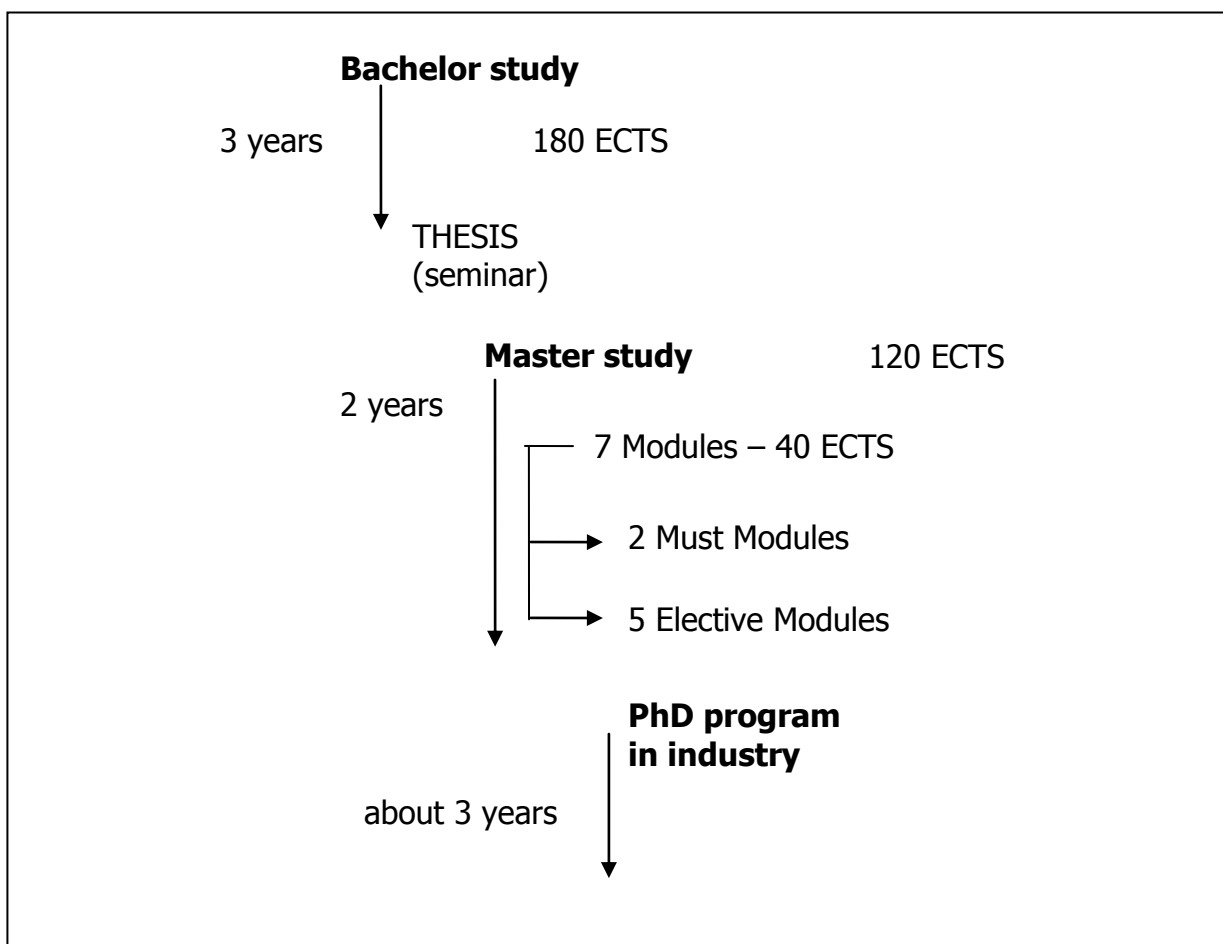 Bachelor study
3 years 180 ECTS
THESIS
(seminar)
Master study 120 ECTS
2 years
7 Modules – 40 ECTS
2 Must Modules
5 Elective Modules
PhD program
in industry
about 3 years